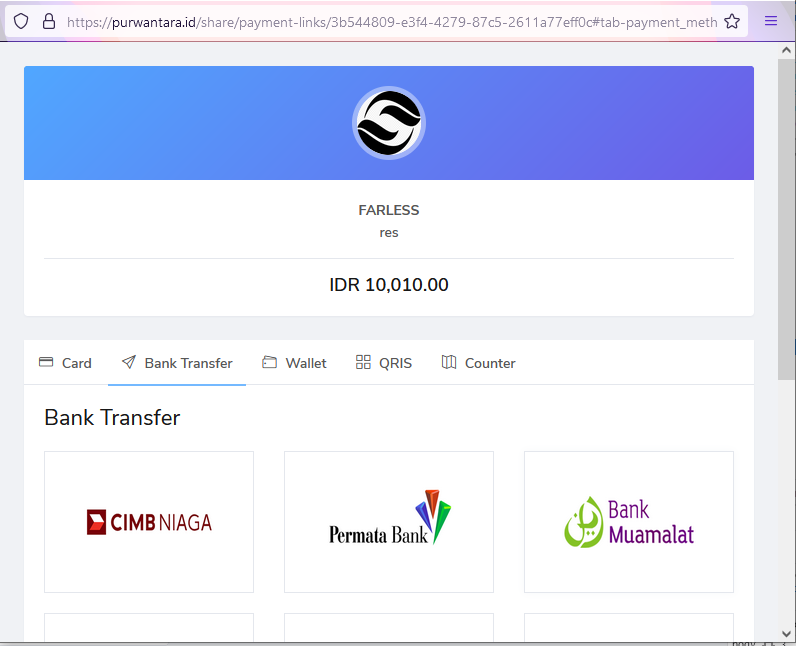 https://purwantara.id/share/payment-links/3b544809-e3f4-4279-87c5-2611a77eff0c#tab-payment_meth
FARLESS
res
IDR 10,010.00
Card
Bank Transfer
Wallet
QRIS
Counter
Bank Transfer
CIMB NIAGA
Permata Bank
Bank
Muamalat